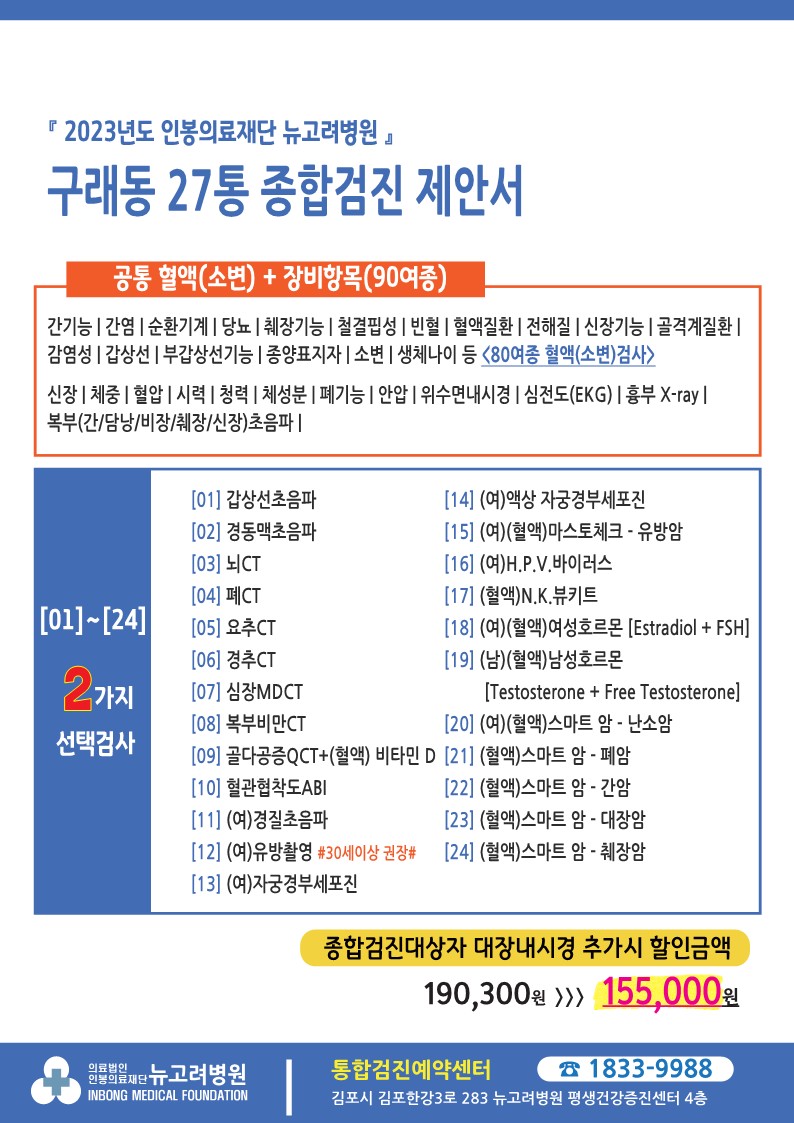 『 2023년도 인봉의료재단 뉴고려병원 』
구래동 27통 종합검진 제안서
공통 혈액(소변) + 장비항목(90여종)
간기능 | 간염 | 순환기계 | 당뇨 | 췌장기능 | 철결핍성 | 빈혈 | 혈액질환 | 전해질 | 신장기능 | 골격계질환 |
감염성 | 갑상선 | 부갑상선기능 | 종양표지자 | 소변 | 생체나이 등 <80여종 혈액(소변)검사>
신장 | 체중 | 혈압 | 시력 | 청력 | 체성분 | 폐기능 | 안압 | 위수면내시경 | 심전도(EKG) | 흉부 X-ray |
복부(간/담낭/비장/췌장/신장)초음파 |
[01]~[24]
2가지
선택검사
[01] 갑상선초음파
[02] 경동맥초음파
[03] 뇌CT
[04] 폐CT
[05] 요추CT
[06] 경추CT
[07] 심장MDCT
[08] 복부비만CT
[09] 골다공증QCT+(혈액) 비타민 D
[10] 혈관협착도ABI
[11] (여)경질초음파
[12] (여)유방촬영 #30세이상 권장#
[13] (여)자궁경부세포진
[14] (여)액상 자궁경부세포진
[15] (여)(혈액)마스토체크 - 유방암
[16] (여)H.P.V.바이러스
[17] (혈액)N.K.뷰키트
[18] (여)(혈액)여성호르몬 [Estradiol + FSH]
[19] (남)(혈액)남성호르몬
[Testosterone + Free Testosterone]
[20] (여)(혈액)스마트 암 - 난소암
[21] (혈액)스마트 암 - 폐암
[22] (혈액)스마트 암 - 간암
[23] (혈액)스마트 암 - 대장암
[24] (혈액)스마트 암 - 췌장암
종합검진대상자 대장내시경 추가시 할인금액
190,300원 >>> 155,000원
의료법인
인봉의료재단 뉴고려병원
INBONG MEDICAL FOUNDATION
통합검진예약센터 ☎ 1833-9988
김포시 김포한강3로 283 뉴고려병원 평생건강증진센터 4층